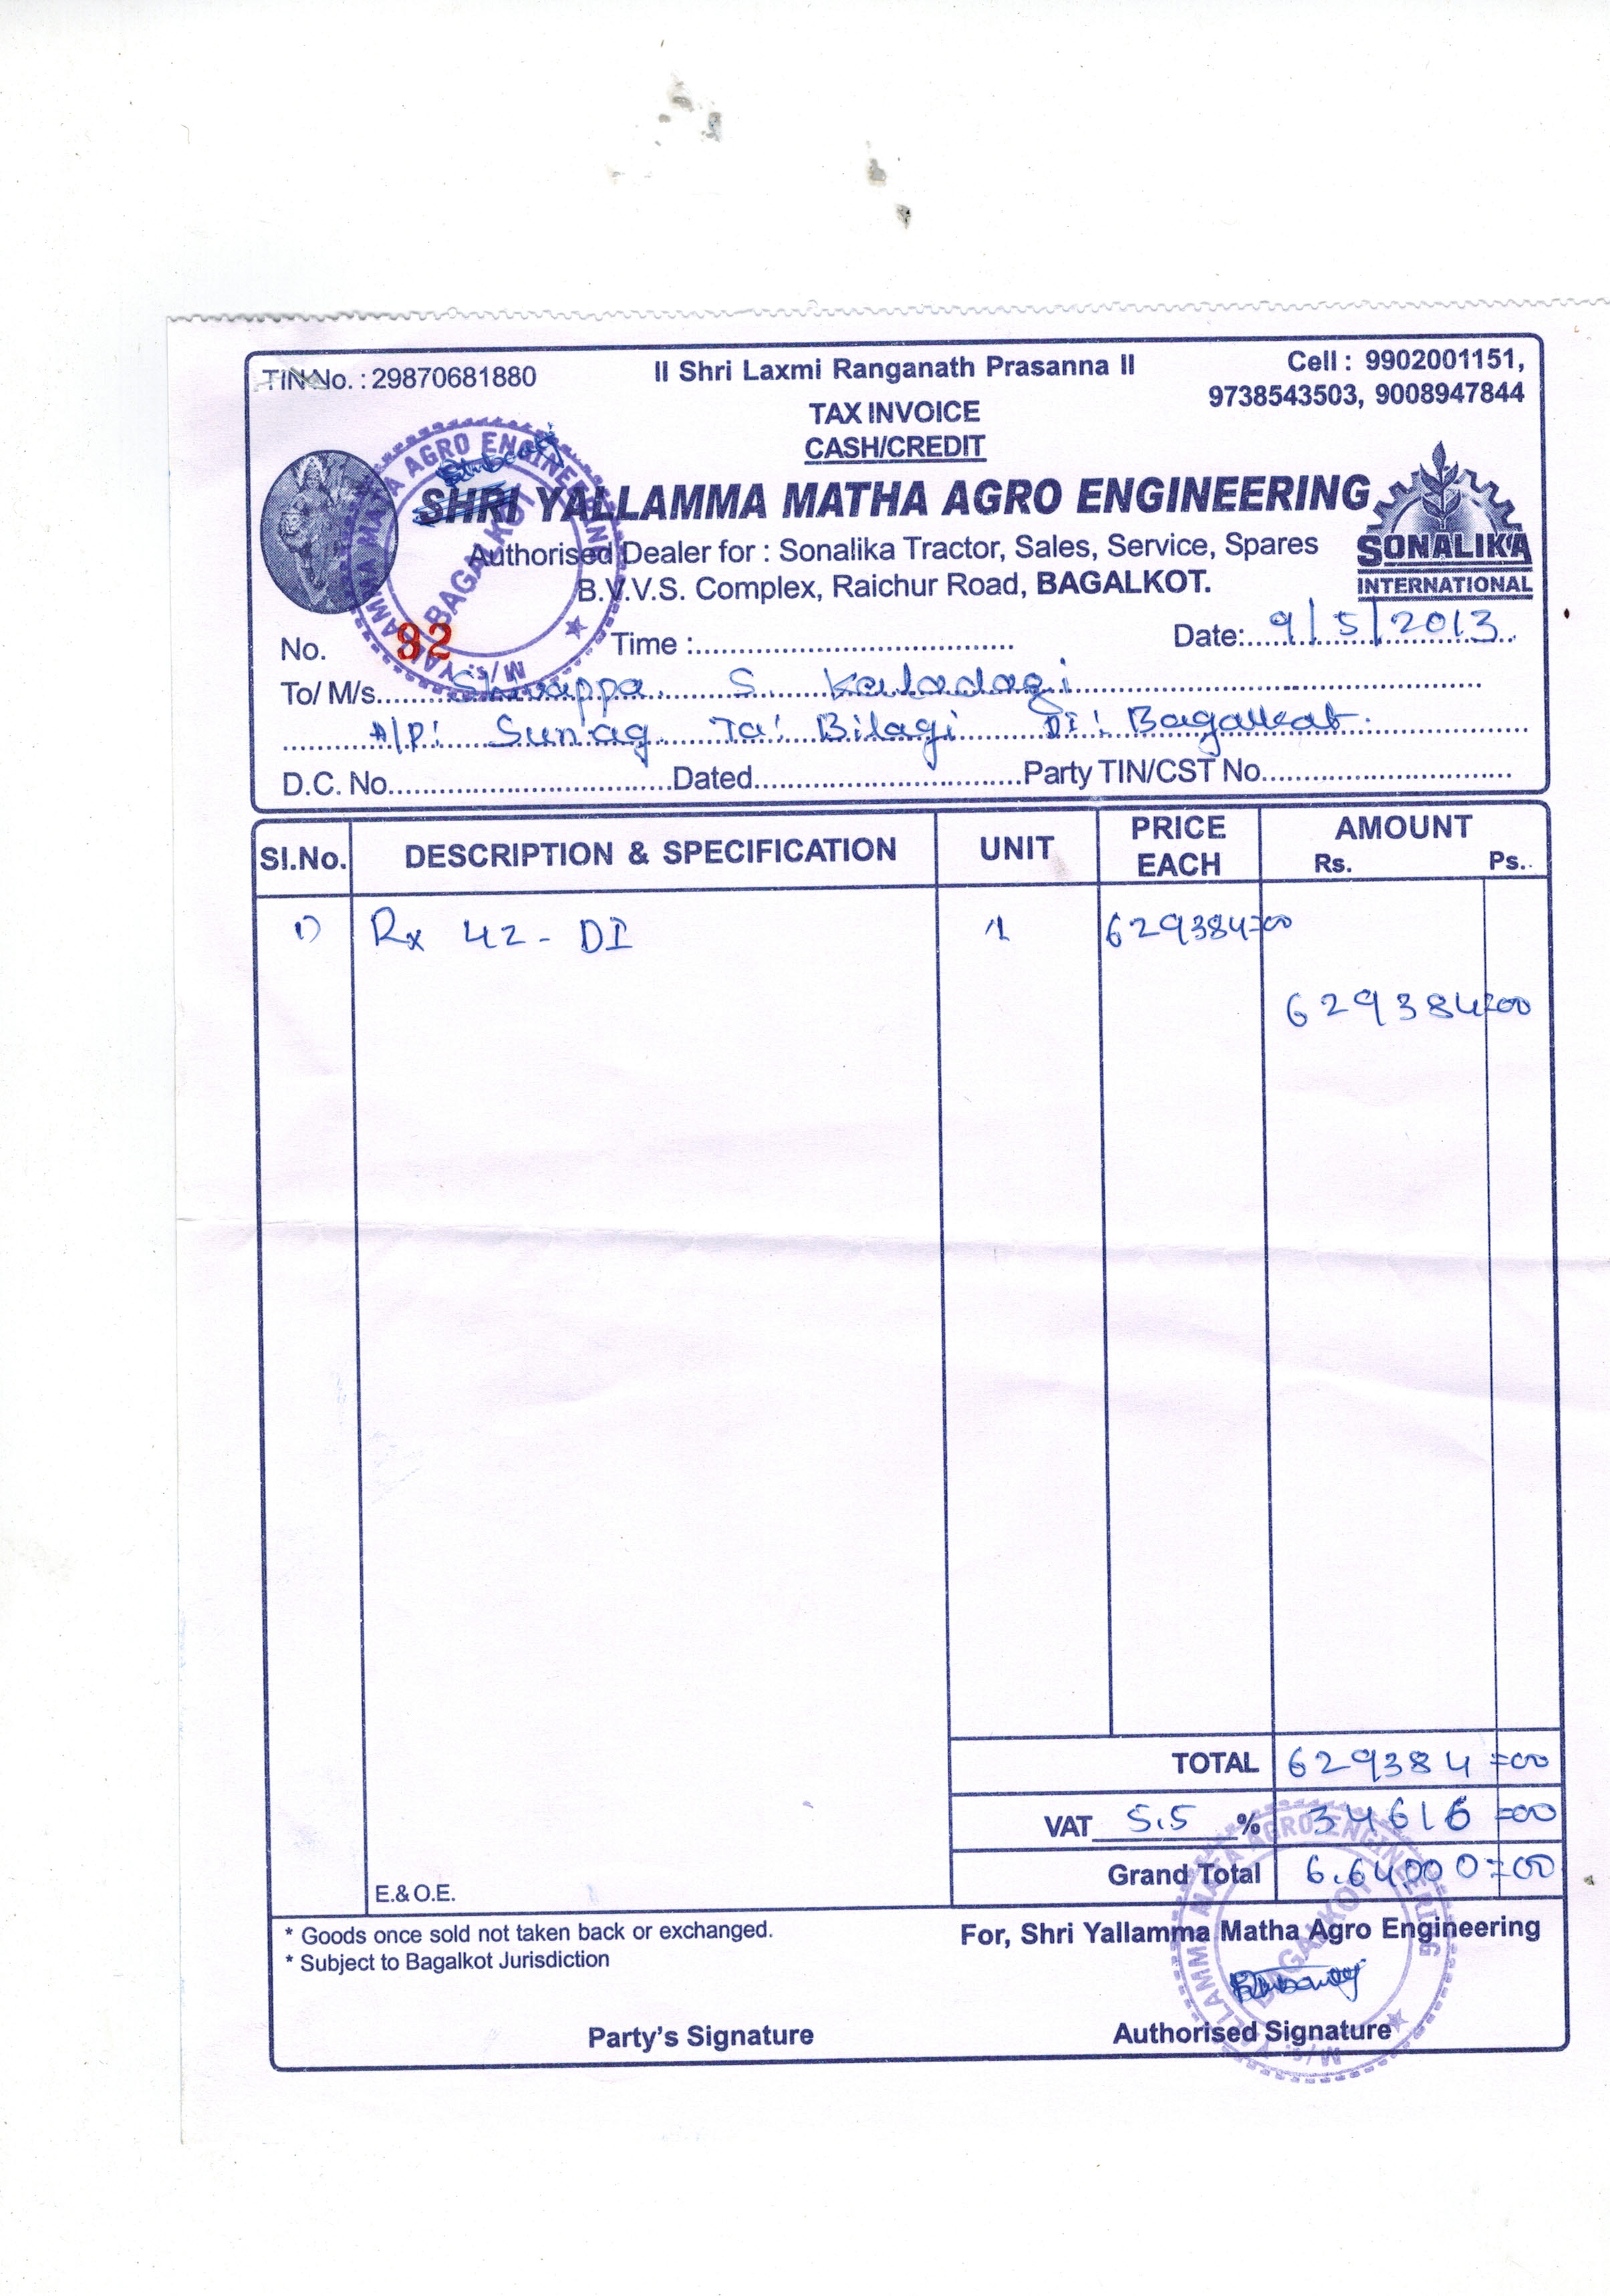 TIN No. : 29870681880
II Shri Laxmi Ranganath Prasanna II
Cell : 9902001151,
9738543503, 9008947844
TAX INVOICE
CASH/CREDIT
SHRI YALLAMMA MATHA AGRO ENGINEERING
Authorised Dealer for : Sonalika Tractor, Sales, Service, Spares
B.V.V.S. Complex, Raichur Road, BAGALKOT.
SONALIKA
INTERNATIONAL
M/s. YALLAMMA MATA AGRO ENGINEERING
BAGALKOT
No. 92 Time : Date: 9/5/2013
To/ M/s. Shivappa S Kaladagi
A/P: Sunag Ta: Bilagi Di: Bagalkot.
D.C. No. Dated Party TIN/CST No.
Sl.No. DESCRIPTION & SPECIFICATION UNIT PRICE EACH AMOUNT Rs. Ps.
1) Rx 42 - DI 1 629384=00
629384=00
TOTAL 629384=00
VAT 5.5 % 34616=00
Grand Total 6,64,000=00
E.& O.E.
* Goods once sold not taken back or exchanged.
* Subject to Bagalkot Jurisdiction
For, Shri Yallamma Matha Agro Engineering
Party's Signature Authorised Signature
M/s. YALLAMMA MATA AGRO ENGINEERING
BAGALKOT